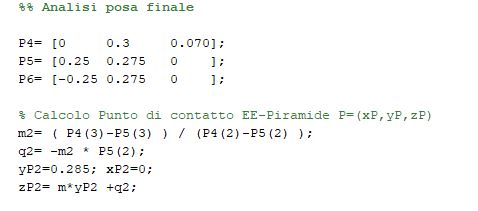 %% Analisi posa finale
P4= [0 0.3 0.070];
P5= [0.25 0.275 0 ];
P6= [-0.25 0.275 0 ];
% Calcolo Punto di contatto EE-Piramide P=(xP,yP,zP)
m2= ( P4(3)-P5(3) ) / (P4(2)-P5(2) );
q2= -m2 * P5(2);
yP2=0.285; xP2=0;
zP2= m*yP2 +q2;